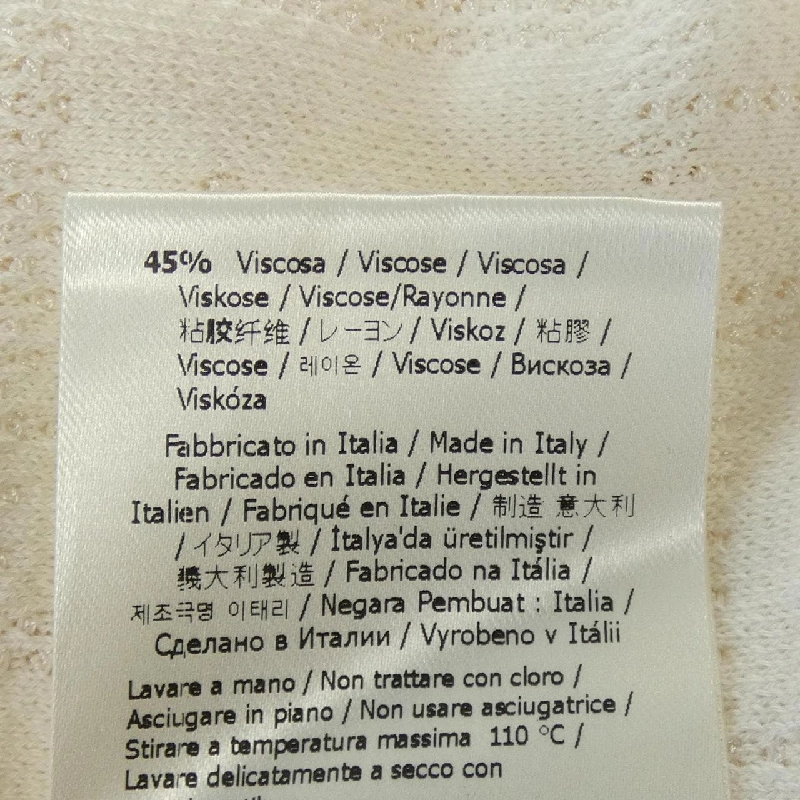 45% Viscosa / Viscose / Viscosa /
Viskose / Viscose/Rayonne /
粘胶纤维 / レーヨン / Viskoz / 粘膠 /
Viscose / 레이온 / Viscose / Вискоза /
Viskóza
Fabbricato in Italia / Made in Italy /
Fabricado en Italia / Hergestellt in
Italien / Fabriqué en Italie / 制造 意大利
/ イタリア製 / İtalya'da üretilmiştir /
義大利製造 / Fabricado na Itália /
제조국명 이태리 / Negara Pembuat : Italia /
Сделано в Италии / Vyrobeno v Itálii
Lavare a mano / Non trattare con cloro /
Asciugare in piano / Non usare asciugatrice /
Stirare a temperatura massima 110 °C /
Lavare delicatamente a secco con